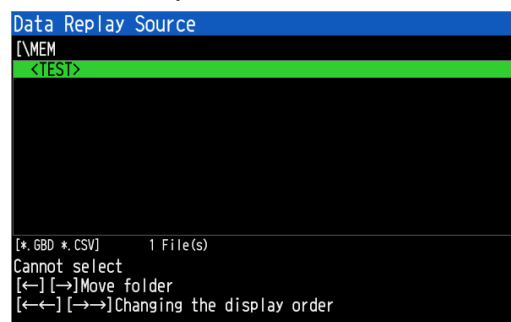 Data Replay Source
[\MEM
<TEST>
[*.GBD *.CSV] 1 File(s)
Cannot select
[←][→]Move folder
[←←][→→]Changing the display order